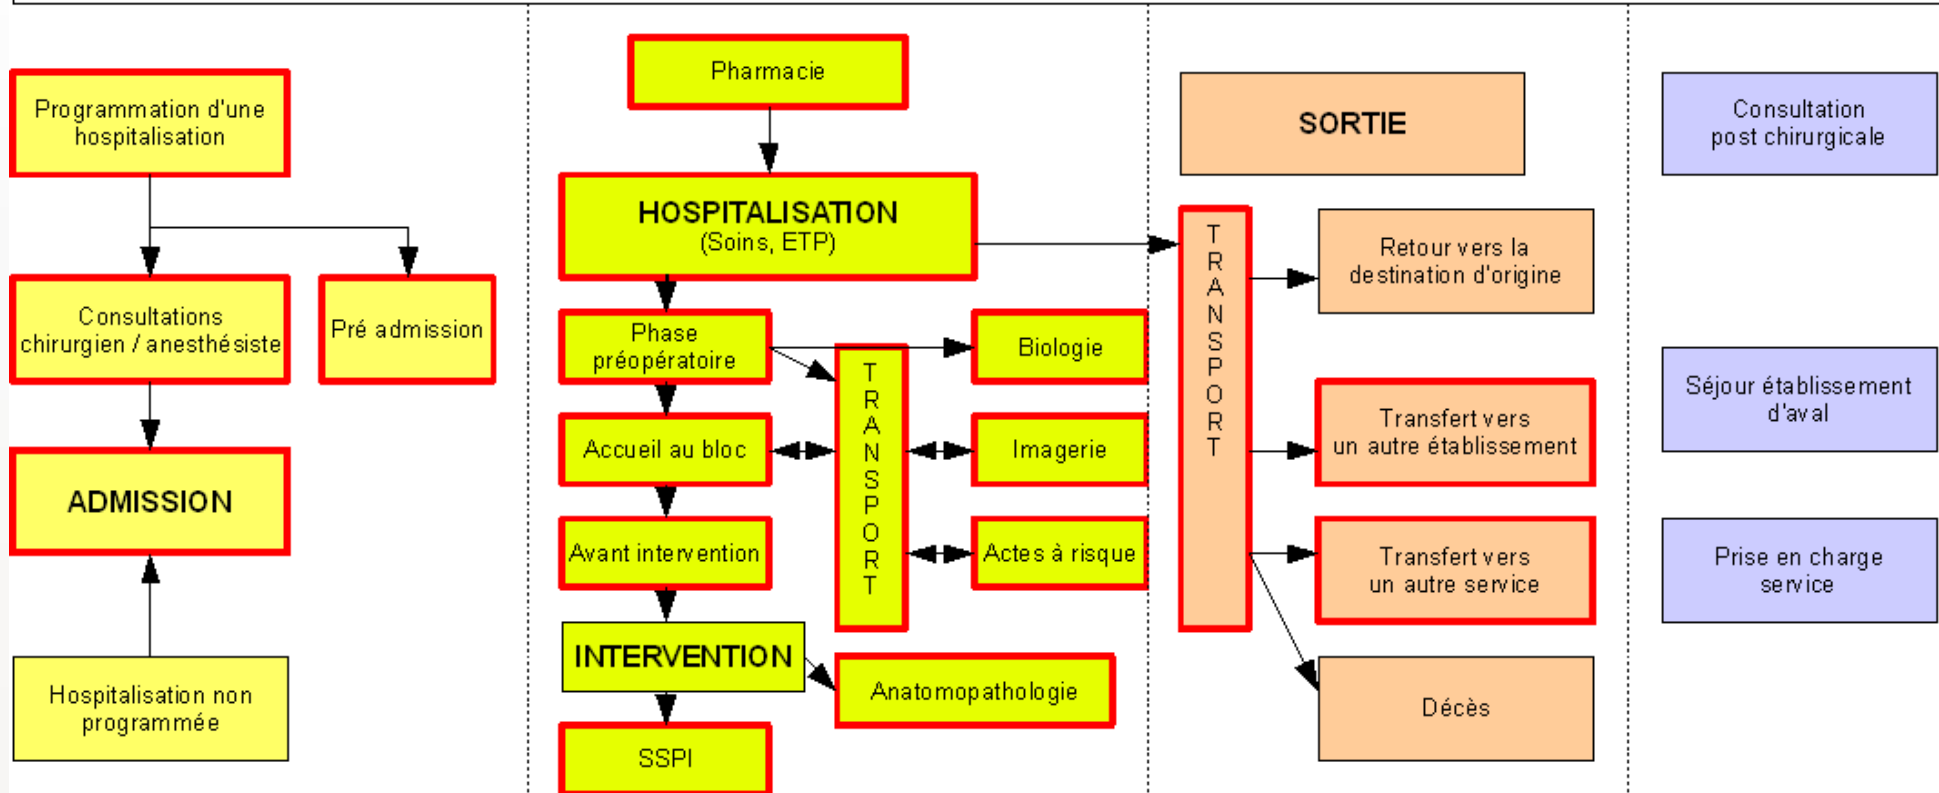 Programmation d'une
hospitalisation
Consultations
chirurgien / anesthésiste
Pré admission
ADMISSION
Hospitalisation non
programmée
Pharmacie
HOSPITALISATION
(Soins, ETP)
Phase
préopératoire
Biologie
TRANSPORT
Accueil au bloc
Imagerie
Avant intervention
Actes à risque
INTERVENTION
Anatomopathologie
SSPI
SORTIE
TRANSPORT
Retour vers la
destination d'origine
Transfert vers
un autre établissement
Transfert vers
un autre service
Décès
Consultation
post chirurgicale
Séjour établissement
d'aval
Prise en charge
service